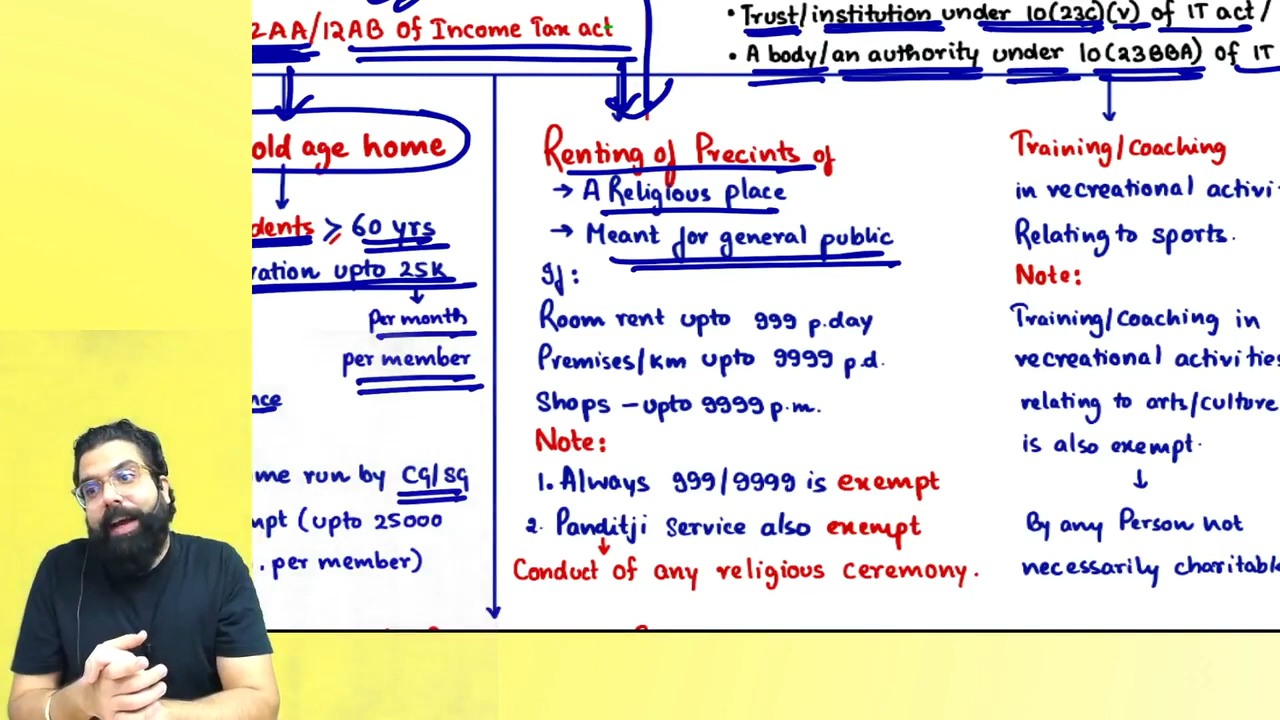 2AA/12AB of Income Tax act
• Trust/institution under 10(23C)(v) of IT act/
• A body/an authority under 10(23BBA) of IT
old age home
dents ≥ 60 yrs
ration upto 25K
Per month
per member
nce
me run by CG/SG
mpt (upto 25000
. per member)
Renting of Precints of
→ A Religious place
→ Meant for general public
If:
Room rent upto 999 p.day
Premises/km upto 9999 p.d.
Shops – upto 9999 p.m.
Note:
1. Always 999/9999 is exempt
2. Panditji Service also exempt
Conduct of any religious ceremony.
Training/Coaching
in recreational activi
Relating to sports.
Note:
Training/Coaching in
recreational activities
relating to arts/culture
is also exempt.
By any Person not
necessarily charitabl